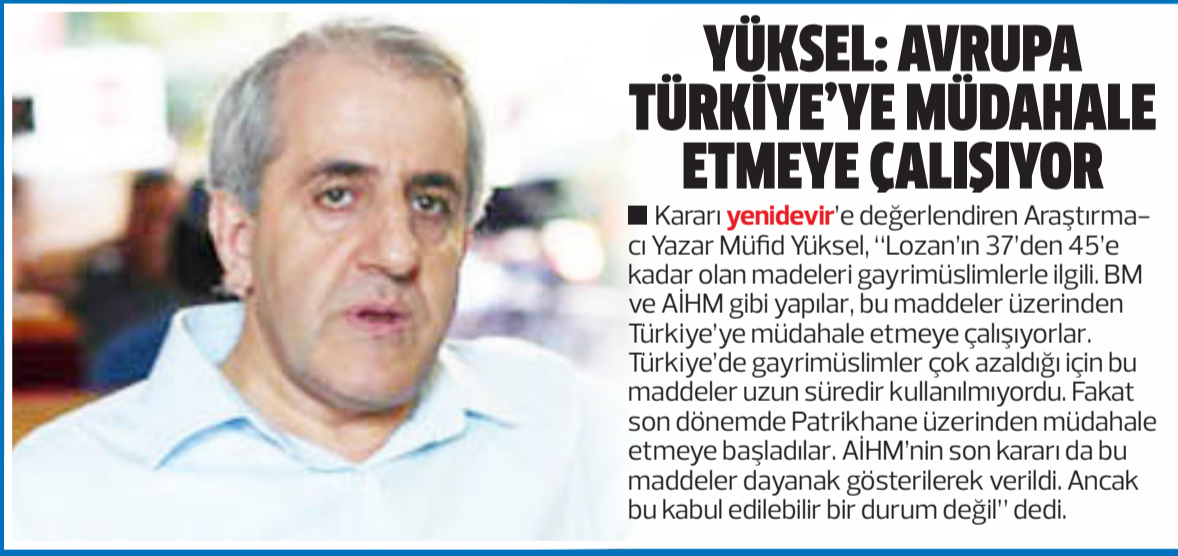 YÜKSEL: AVRUPA
TÜRKİYE'YE MÜDAHALE
ETMEYE ÇALIŞIYOR
■ Kararı yenidevir'e değerlendiren Araştırma-
cı Yazar Müfid Yüksel, “Lozan'ın 37'den 45'e
kadar olan madeleri gayrimüslimlerle ilgili. BM
ve AİHM gibi yapılar, bu maddeler üzerinden
Türkiye'ye müdahale etmeye çalışıyorlar.
Türkiye'de gayrimüslimler çok azaldığı için bu
maddeler uzun süredir kullanılmıyordu. Fakat
son dönemde Patrikhane üzerinden müdahale
etmeye başladılar. AİHM'nin son kararı da bu
maddeler dayanak gösterilerek verildi. Ancak
bu kabul edilebilir bir durum değil” dedi.